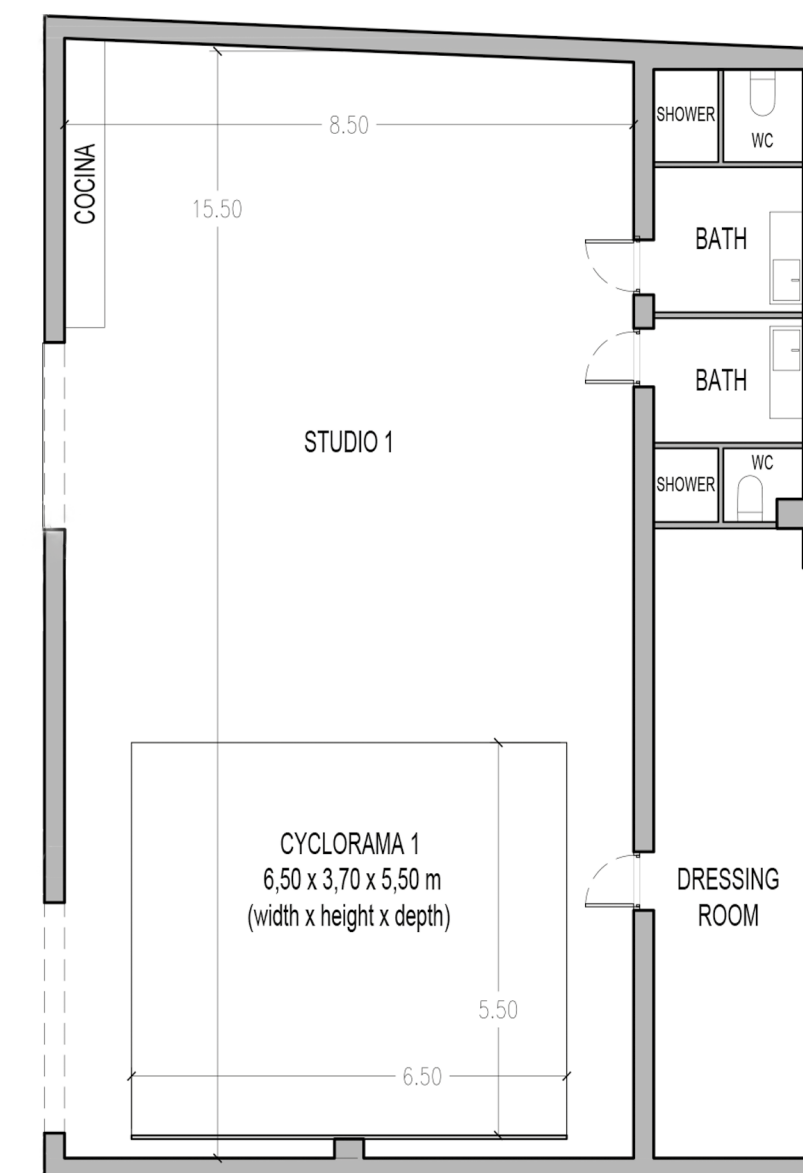 SHOWER
WC
8.50
COCINA
15.50
BATH
BATH
STUDIO 1
WC
SHOWER
CYCLORAMA 1
6,50 x 3,70 x 5,50 m
(width x height x depth)
DRESSING
ROOM
5.50
6.50